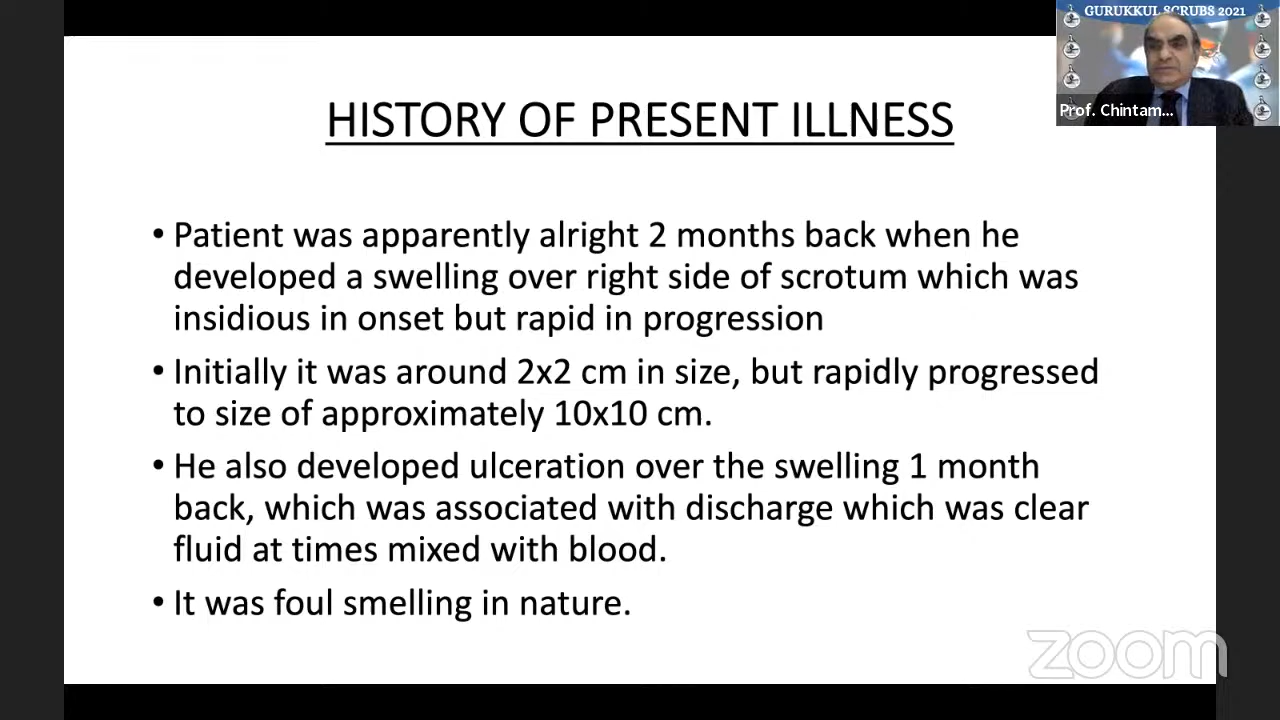 GURUKKUL SCRUBS 2021
Prof. Chintam...
HISTORY OF PRESENT ILLNESS
• Patient was apparently alright 2 months back when he
developed a swelling over right side of scrotum which was
insidious in onset but rapid in progression
• Initially it was around 2x2 cm in size, but rapidly progressed
to size of approximately 10x10 cm.
• He also developed ulceration over the swelling 1 month
back, which was associated with discharge which was clear
fluid at times mixed with blood.
• It was foul smelling in nature.
zoom